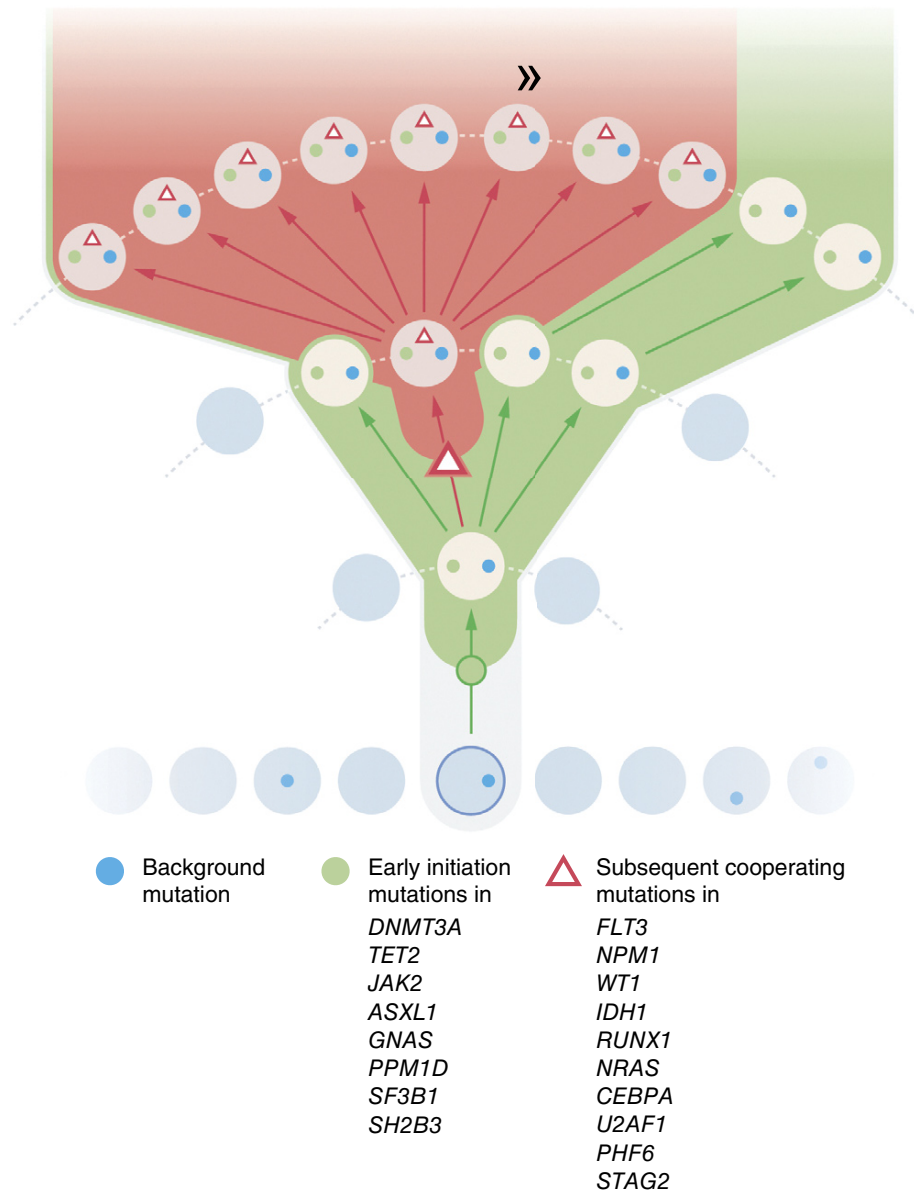 »
Background
mutation
Early initiation
mutations in
DNMT3A
TET2
JAK2
ASXL1
GNAS
PPM1D
SF3B1
SH2B3
Subsequent cooperating
mutations in
FLT3
NPM1
WT1
IDH1
RUNX1
NRAS
CEBPA
U2AF1
PHF6
STAG2